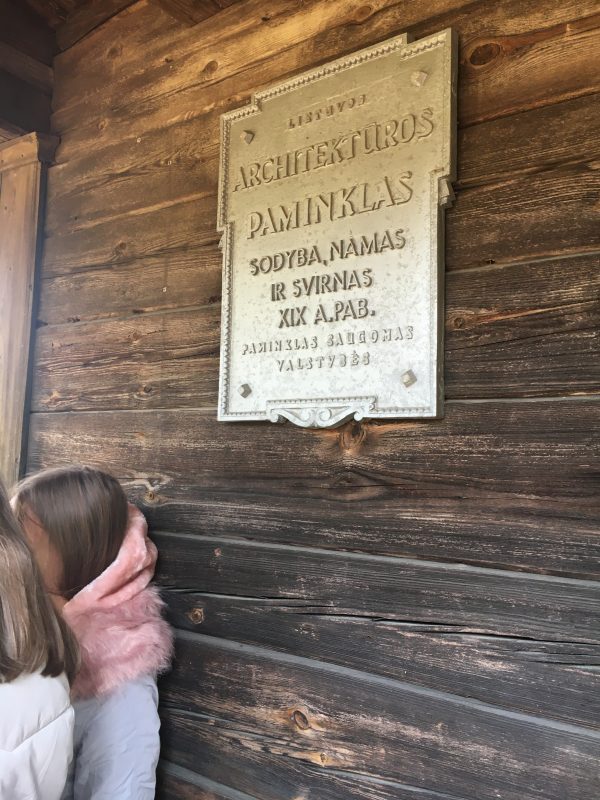 LIETUVOS
ARCHITEKTŪROS
PAMINKLAS
SODYBA, NAMAS
IR SVIRNAS
XIX A. PAB.
PAMINKLAS SAUGOMAS
VALSTYBĖS